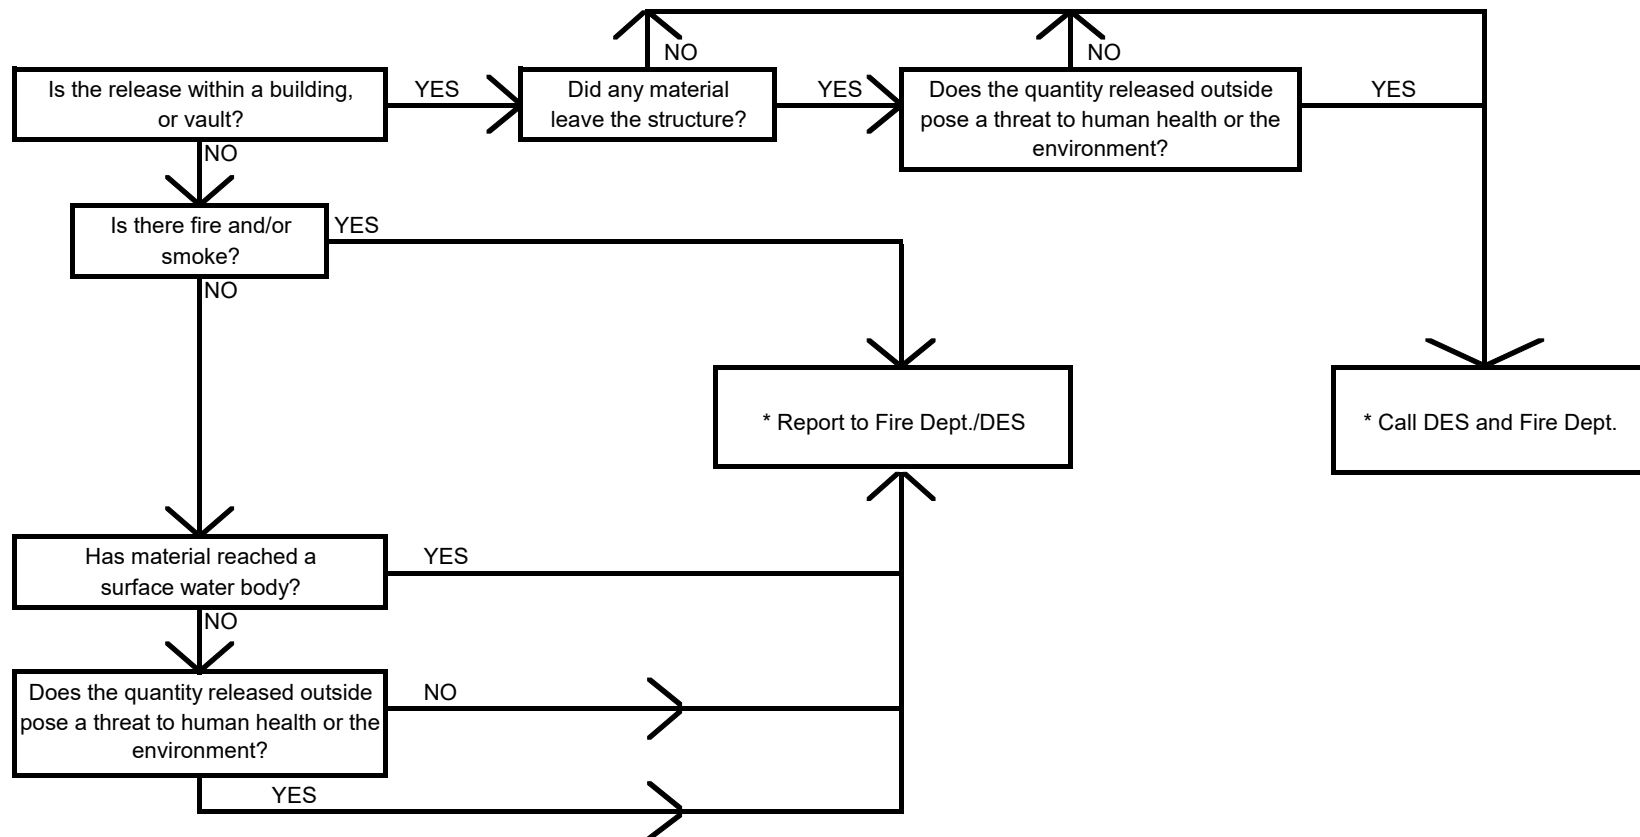 NO
NO
Is the release within a building,
or vault?
YES
Did any material
leave the structure?
YES
Does the quantity released outside
pose a threat to human health or the
environment?
YES
NO
Is there fire and/or
smoke?
YES
NO
* Report to Fire Dept./DES
* Call DES and Fire Dept.
Has material reached a
surface water body?
YES
NO
Does the quantity released outside
pose a threat to human health or the
environment?
NO
YES